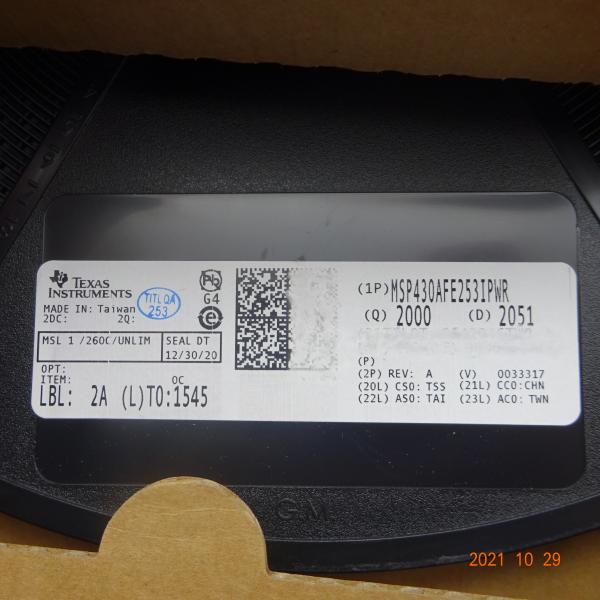 TEXAS
INSTRUMENTS
MADE IN: Taiwan
2DC: 2Q:
TITL QA
253
Pb
G4
e
MSL 1 /260C/UNLIM
SEAL DT
12/30/20
OPT:
ITEM: 0C
LBL: 2A (L)TO:1545
(1P) MSP430AFE253IPWR
(Q) 2000 (D) 2051
(P)
(2P) REV: A (V) 0033317
(20L) CSO: TSS (21L) CCO:CHN
(22L) ASO: TAI (23L) ACO: TWN
GM
2021 10 29